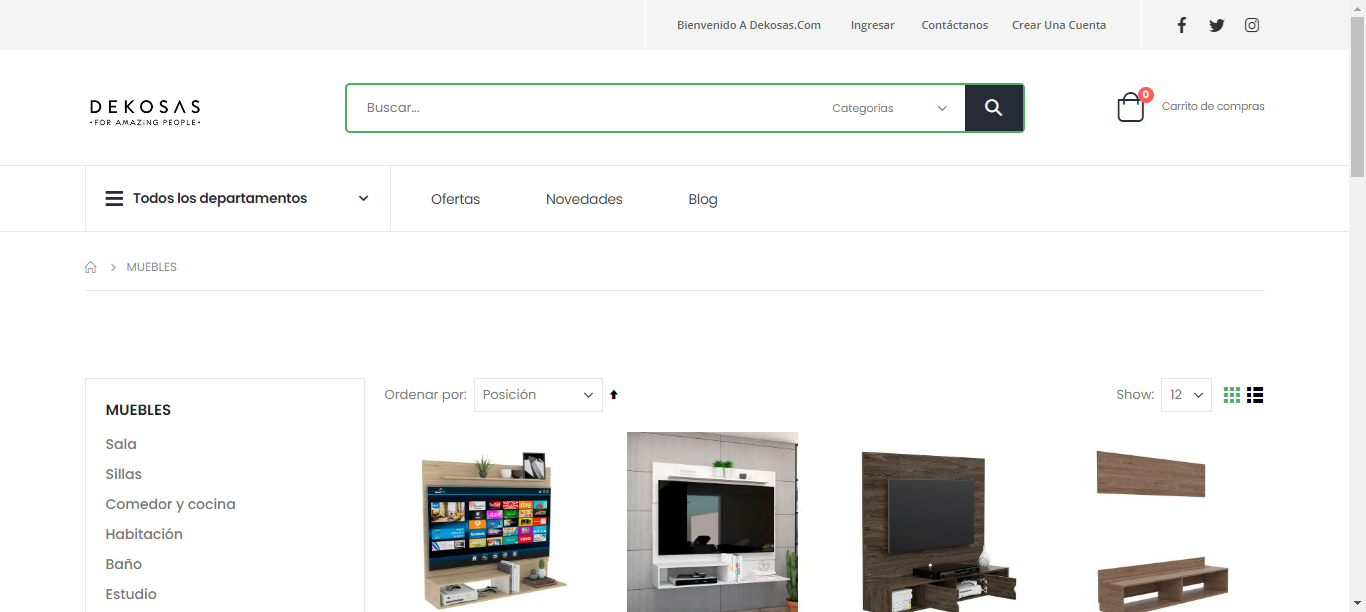 Bienvenido A Dekosas.Com Ingresar Contáctanos Crear Una Cuenta
DEKOSAS
•FOR AMAZING PEOPLE•
Buscar... Categorías
0
Carrito de compras
Todos los departamentos Ofertas Novedades Blog
MUEBLES
Ordenar por: Posición Show: 12
MUEBLES
Sala
Sillas
Comedor y cocina
Habitación
Baño
Estudio